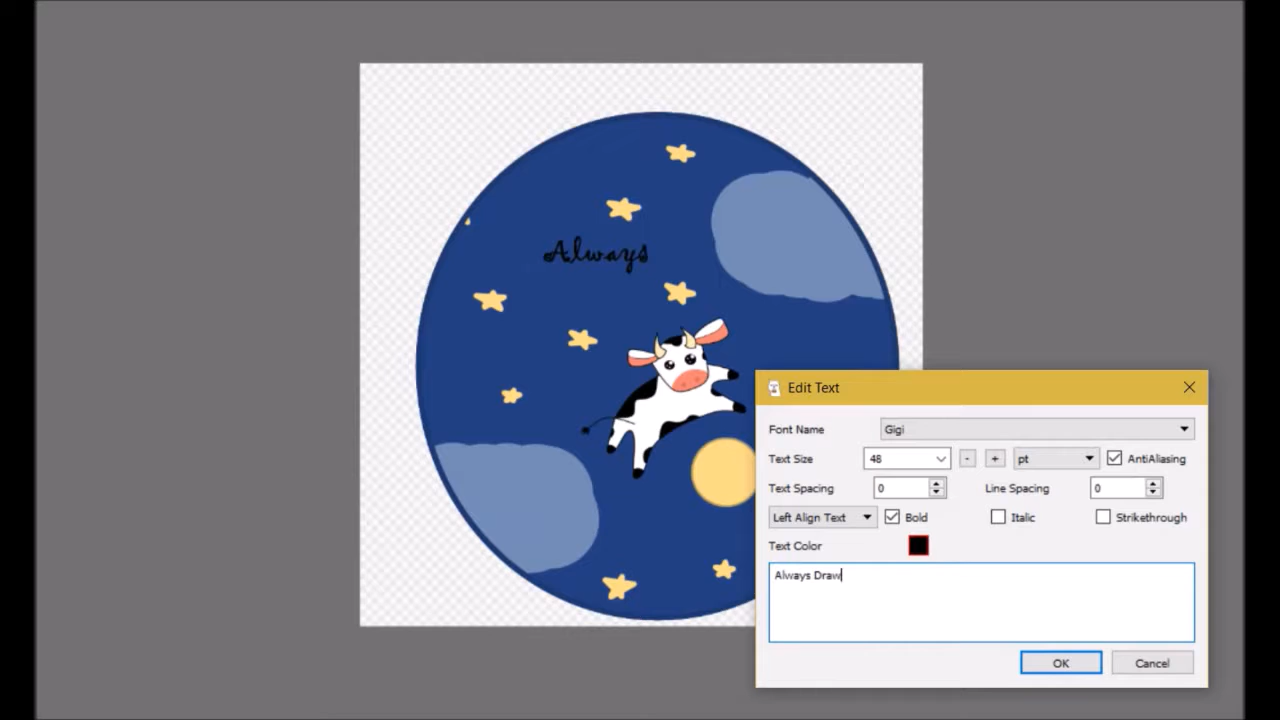 Always
Edit Text
Font Name Gigi
Text Size 48 - + pt AntiAliasing
Text Spacing 0 Line Spacing 0
Left Align Text Bold Italic Strikethrough
Text Color
Always Draw
OK Cancel